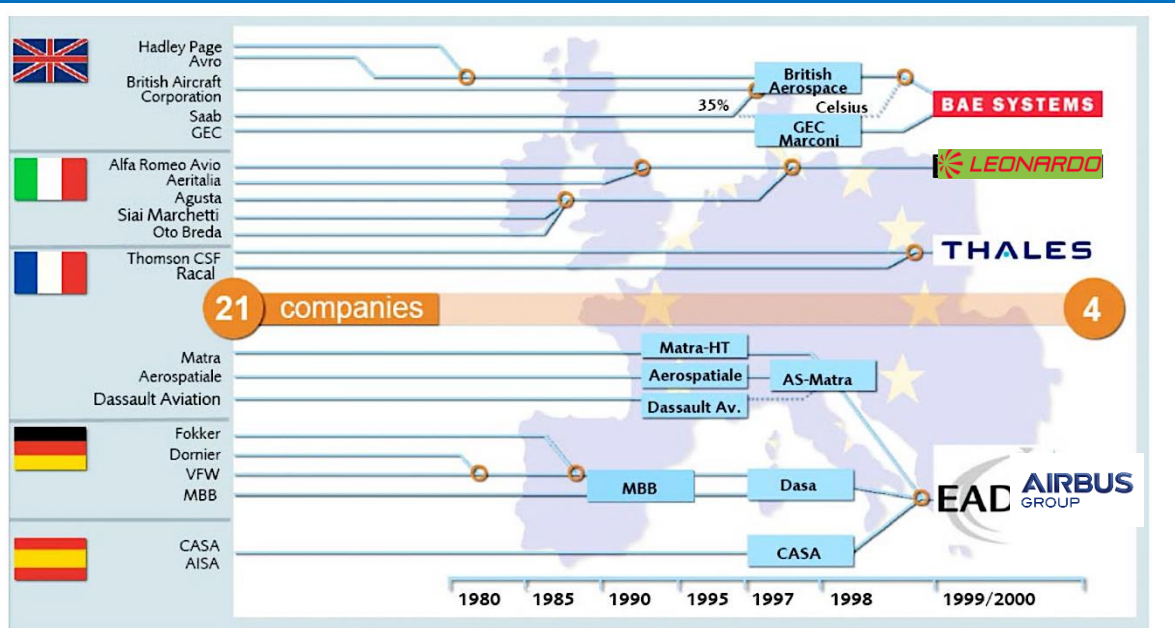 Hadley Page
Avro
British Aircraft
Corporation
Saab
GEC
35%
British
Aerospace
Celsius
GEC
Marconi
BAE SYSTEMS
Alfa Romeo Avio
Aeritalia
Agusta
Siai Marchetti
Oto Breda
LEONARDO
Thomson CSF
Racal
THALES
21 companies 4
Matra
Aerospatiale
Dassault Aviation
Matra-HT
Aerospatiale
Dassault Av.
AS-Matra
Fokker
Dornier
VFW
MBB
MBB
Dasa
EAD
AIRBUS
GROUP
CASA
AISA
CASA
1980 1985 1990 1995 1997 1998 1999/2000